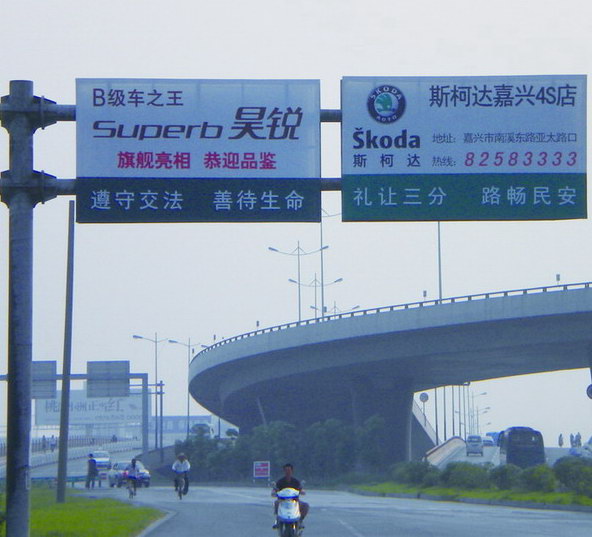 B级车之王
Superb 昊锐
旗舰亮相 恭迎品鉴
遵守交法 善待生命
SKODA
AUTO
Škoda
斯柯达
斯柯达嘉兴4S店
地址：嘉兴市南溪东路亚太路口
热线：82583333
礼让三分 路畅民安